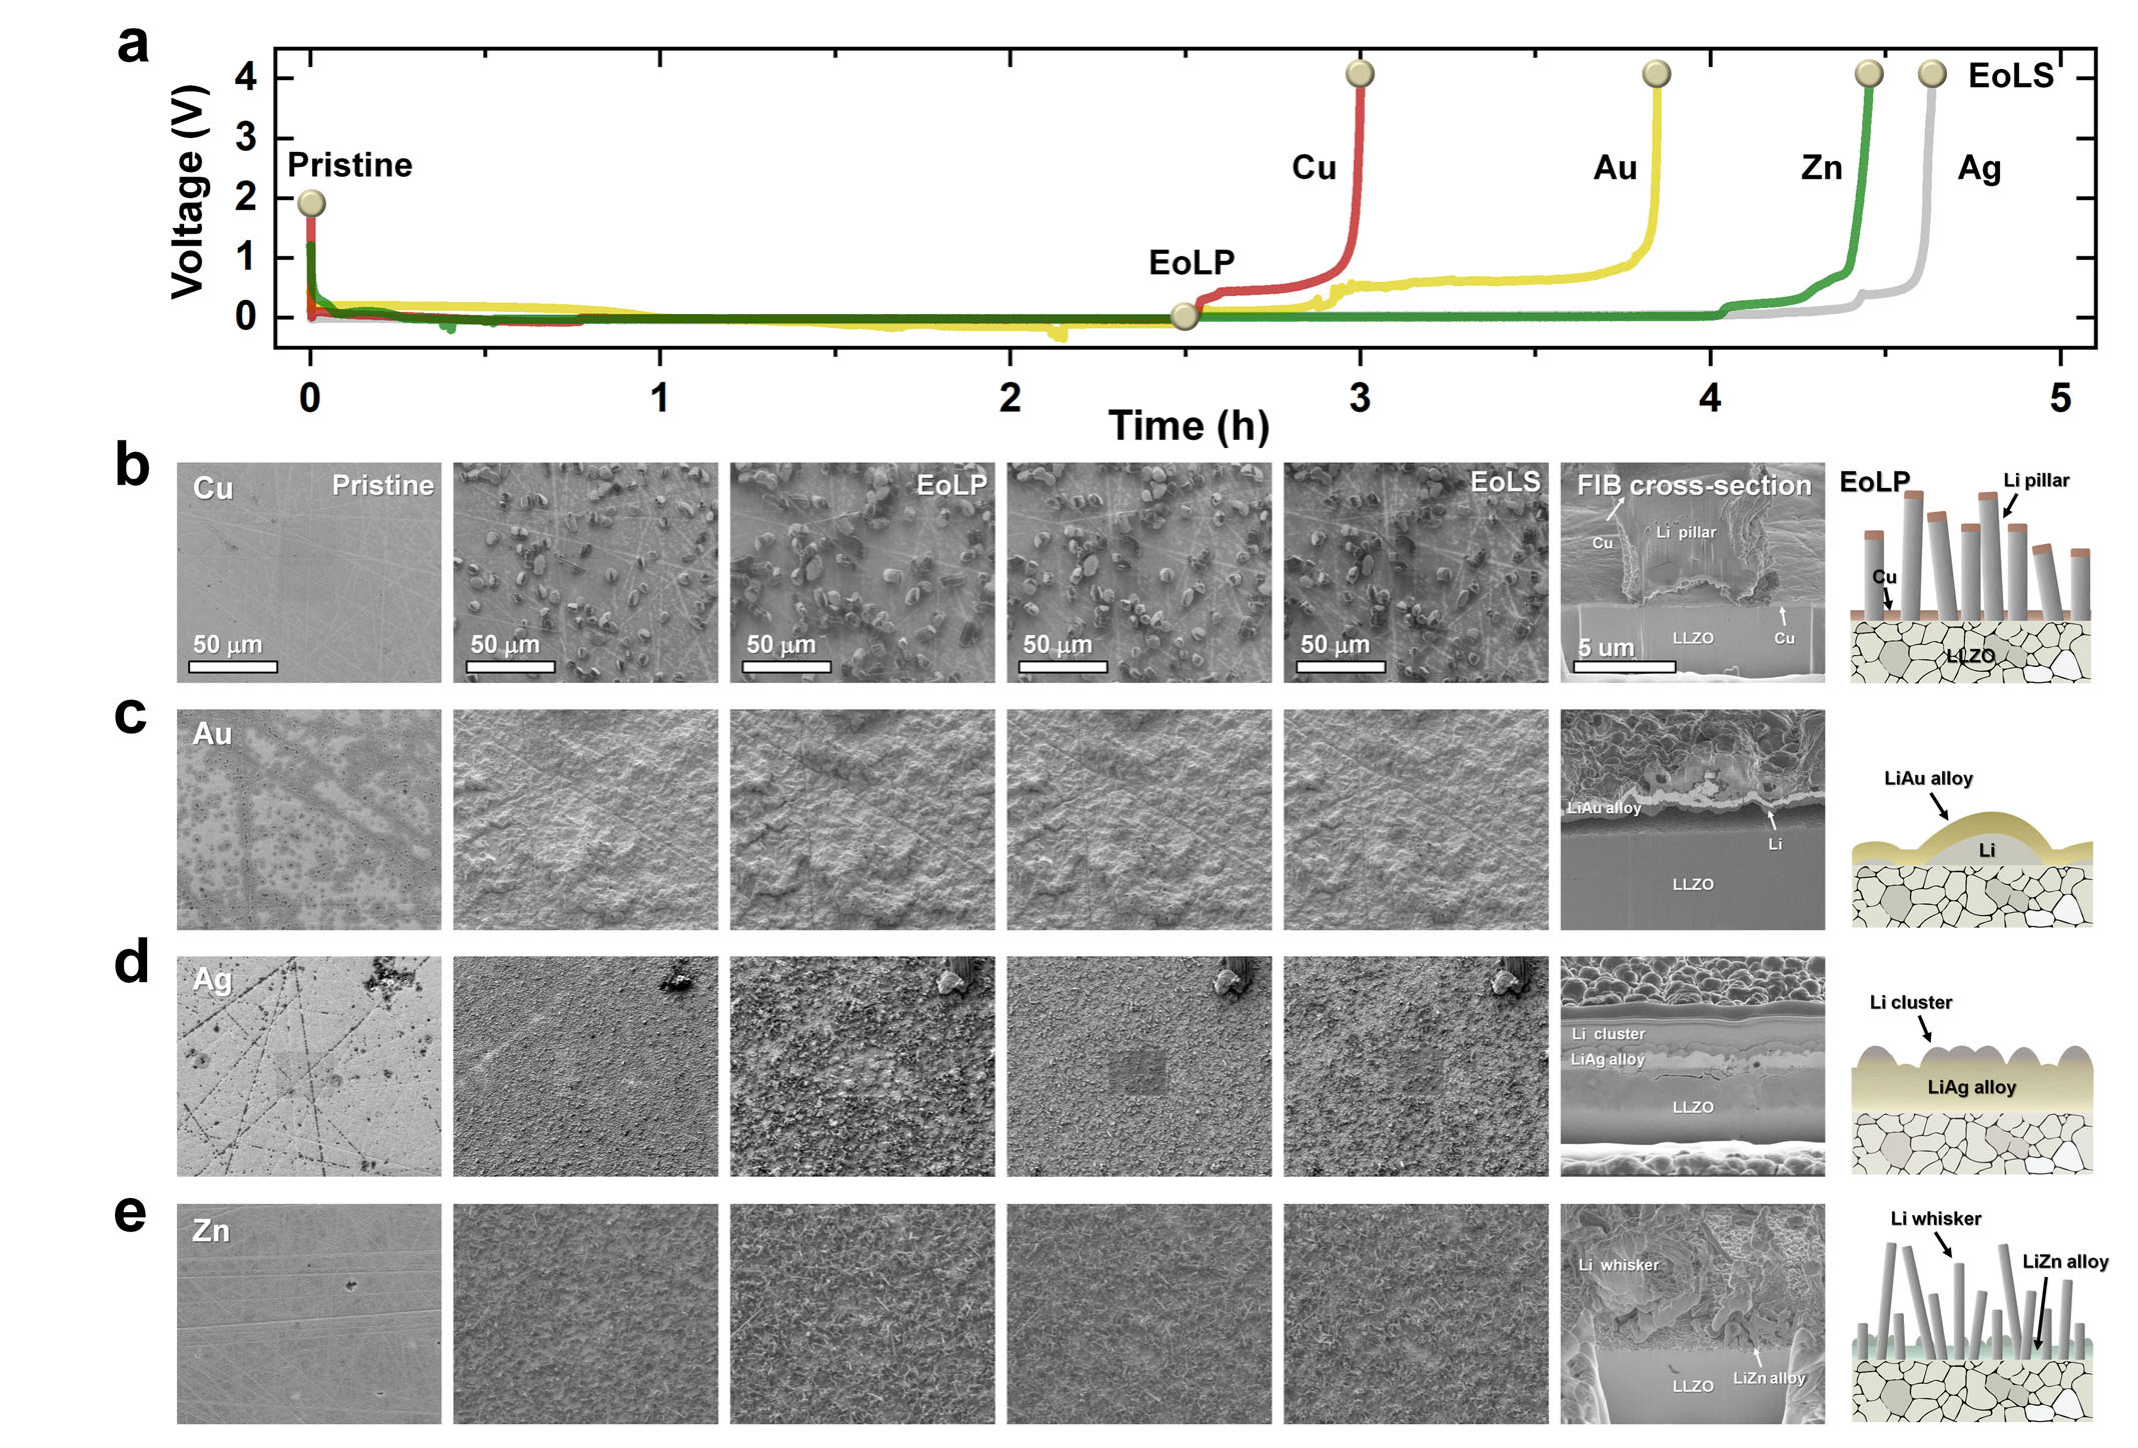 a
Voltage (V)
4
3
2
1
0
Pristine
EoLP
Cu
Au
Zn
Ag
EoLS
0
1
2
3
4
5
Time (h)
b
Cu
Pristine
50 μm
50 μm
EoLP
50 μm
50 μm
EoLS
50 μm
FIB cross-section
Li pillar
Cu
LLZO
Cu
5 um
EoLP
Li pillar
Cu
LLZO
c
Au
LiAu alloy
Li
LLZO
LiAu alloy
Li
d
Ag
Li cluster
LiAg alloy
LLZO
Li cluster
LiAg alloy
e
Zn
Li whisker
LLZO
LiZn alloy
Li whisker
LiZn alloy